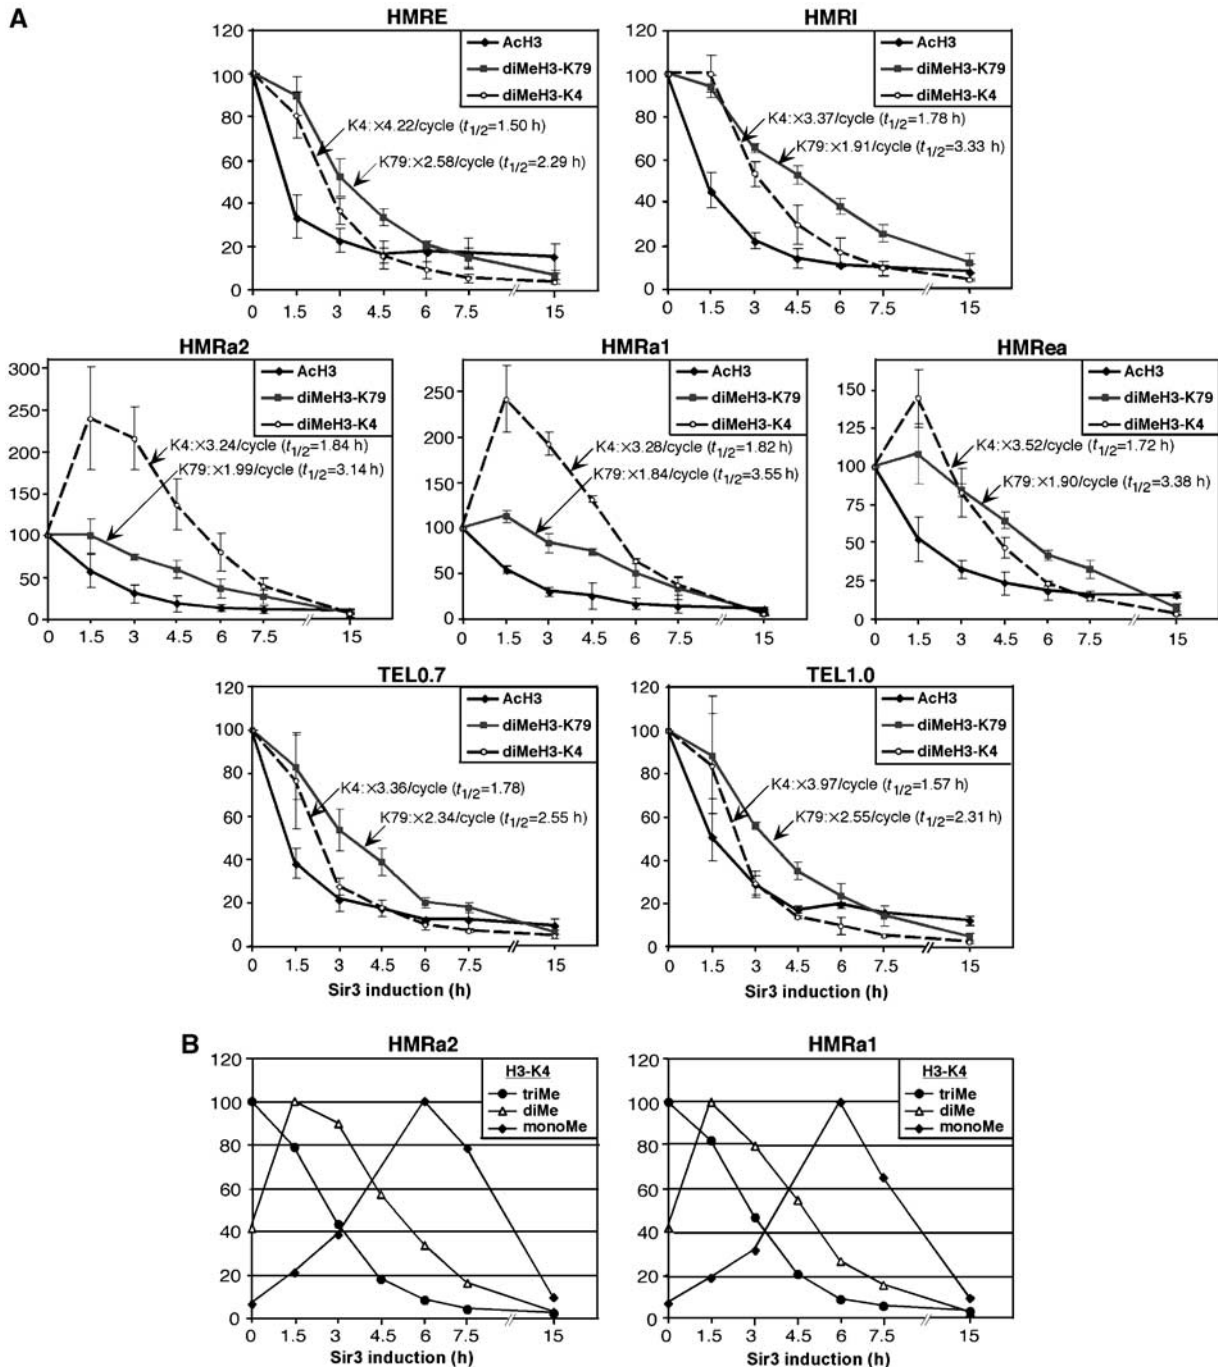 A
HMRE
120
100
80
60
40
20
0
AcH3
diMeH3-K79
diMeH3-K4
K4:×4.22/cycle (t1/2=1.50 h)
K79:×2.58/cycle (t1/2=2.29 h)
0 1.5 3 4.5 6 7.5 15
HMRI
120
100
80
60
40
20
0
AcH3
diMeH3-K79
diMeH3-K4
K4:×3.37/cycle (t1/2=1.78 h)
K79:×1.91/cycle (t1/2=3.33 h)
0 1.5 3 4.5 6 7.5 15
HMRa2
300
250
200
150
100
50
0
AcH3
diMeH3-K79
diMeH3-K4
K4:×3.24/cycle (t1/2=1.84 h)
K79:×1.99/cycle (t1/2=3.14 h)
0 1.5 3 4.5 6 7.5 15
HMRa1
250
200
150
100
50
0
AcH3
diMeH3-K79
diMeH3-K4
K4:×3.28/cycle (t1/2=1.82 h)
K79:×1.84/cycle (t1/2=3.55 h)
0 1.5 3 4.5 6 7.5 15
HMRea
150
125
100
75
50
25
0
AcH3
diMeH3-K79
diMeH3-K4
K4:×3.52/cycle (t1/2=1.72 h)
K79:×1.90/cycle (t1/2=3.38 h)
0 1.5 3 4.5 6 7.5 15
TEL0.7
120
100
80
60
40
20
0
AcH3
diMeH3-K79
diMeH3-K4
K4:×3.36/cycle (t1/2=1.78)
K79:×2.34/cycle (t1/2=2.55 h)
0 1.5 3 4.5 6 7.5 15
Sir3 induction (h)
TEL1.0
120
100
80
60
40
20
0
AcH3
diMeH3-K79
diMeH3-K4
K4:×3.97/cycle (t1/2=1.57 h)
K79:×2.55/cycle (t1/2=2.31 h)
0 1.5 3 4.5 6 7.5 15
Sir3 induction (h)
B
HMRa2
120
100
80
60
40
20
0
H3-K4
triMe
diMe
monoMe
0 1.5 3 4.5 6 7.5 15
Sir3 induction (h)
HMRa1
120
100
80
60
40
20
0
H3-K4
triMe
diMe
monoMe
0 1.5 3 4.5 6 7.5 15
Sir3 induction (h)